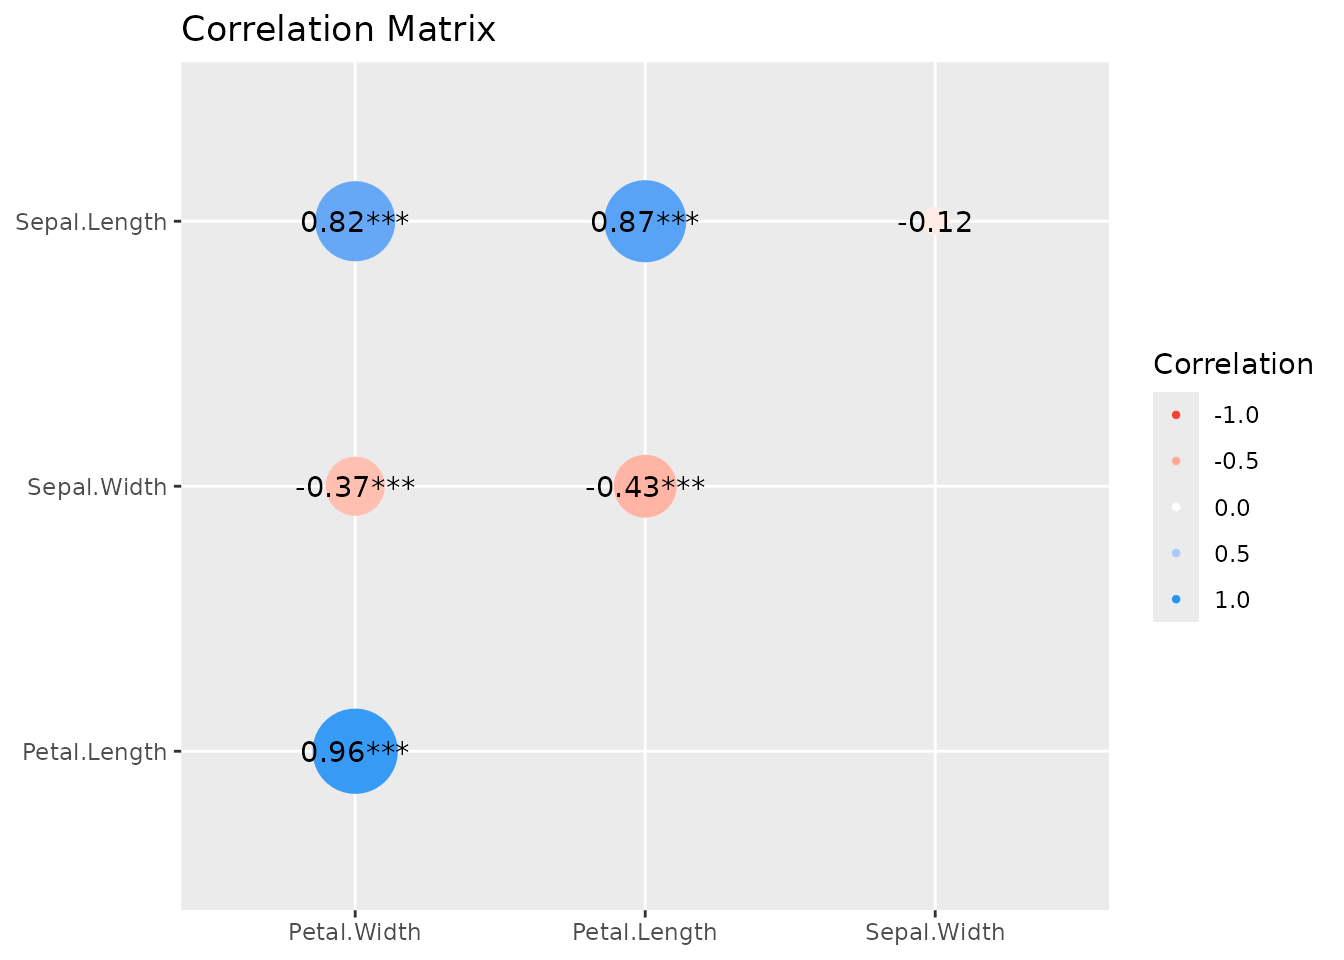 Correlation Matrix
Sepal.Length
0.82***
0.87***
-0.12
Sepal.Width
-0.37***
-0.43***
Petal.Length
0.96***
Petal.Width
Petal.Length
Sepal.Width
Correlation
-1.0
-0.5
0.0
0.5
1.0